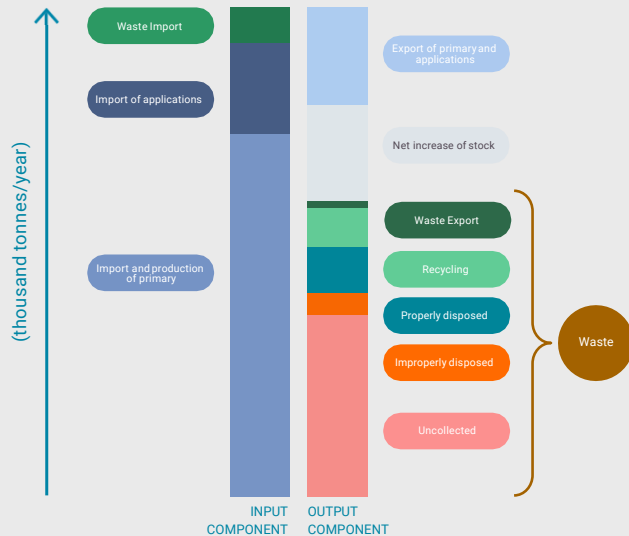 (thousand tonnes/year)
Waste Import
Import of applications
Import and production
of primary
Export of primary and
applications
Net increase of stock
Waste Export
Recycling
Properly disposed
Improperly disposed
Uncollected
Waste
INPUT
COMPONENT
OUTPUT
COMPONENT